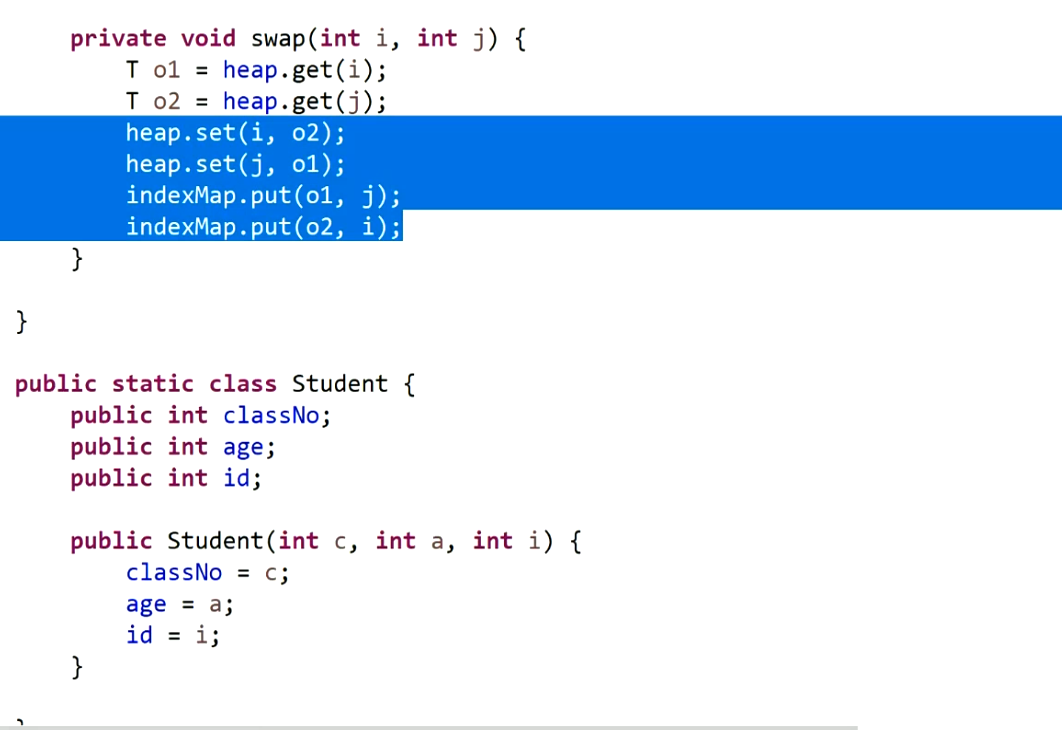 private void swap(int i, int j) {
T o1 = heap.get(i);
T o2 = heap.get(j);
heap.set(i, o2);
heap.set(j, o1);
indexMap.put(o1, j);
indexMap.put(o2, i);
}
}
public static class Student {
public int classNo;
public int age;
public int id;
public Student(int c, int a, int i) {
classNo = c;
age = a;
id = i;
}